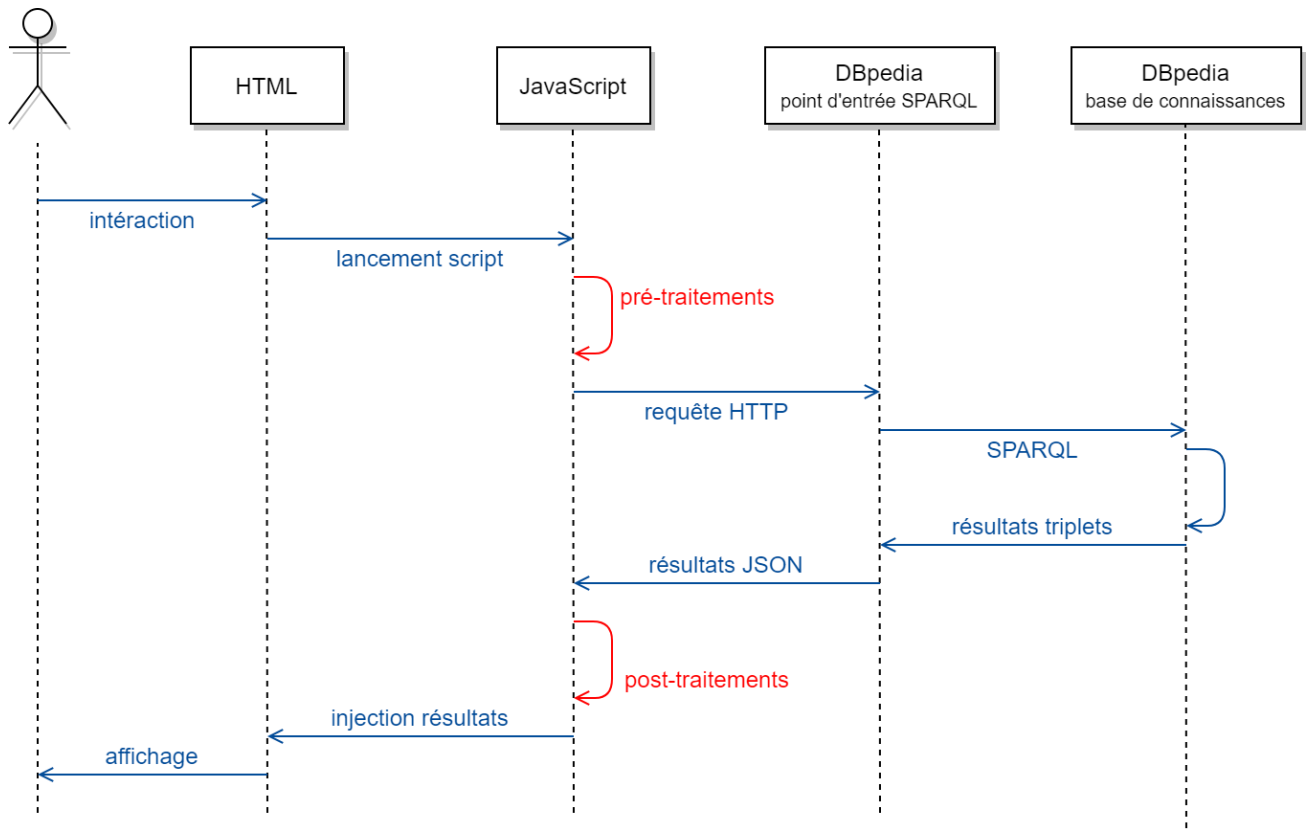 HTML
JavaScript
DBpedia
point d'entrée SPARQL
DBpedia
base de connaissances
intéraction
lancement script
pré-traitements
requête HTTP
SPARQL
résultats triplets
résultats JSON
post-traitements
injection résultats
affichage